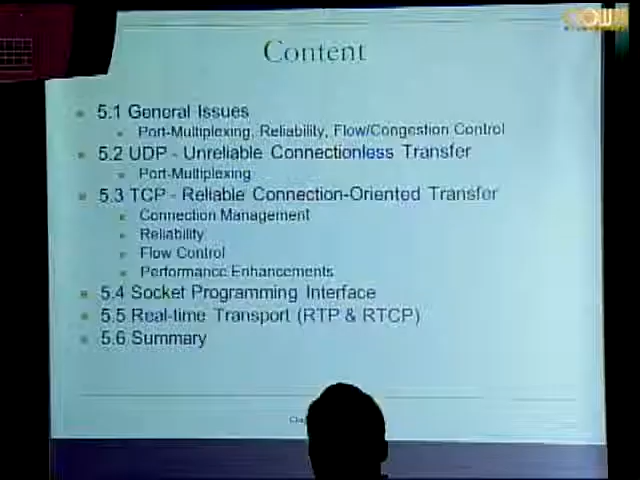 Content
5.1 General Issues
Port-Multiplexing, Reliability, Flow/Congestion Control
5.2 UDP - Unreliable Connectionless Transfer
Port-Multiplexing
5.3 TCP - Reliable Connection-Oriented Transfer
Connection Management
Reliability
Flow Control
Performance Enhancements
5.4 Socket Programming Interface
5.5 Real-time Transport (RTP & RTCP)
5.6 Summary